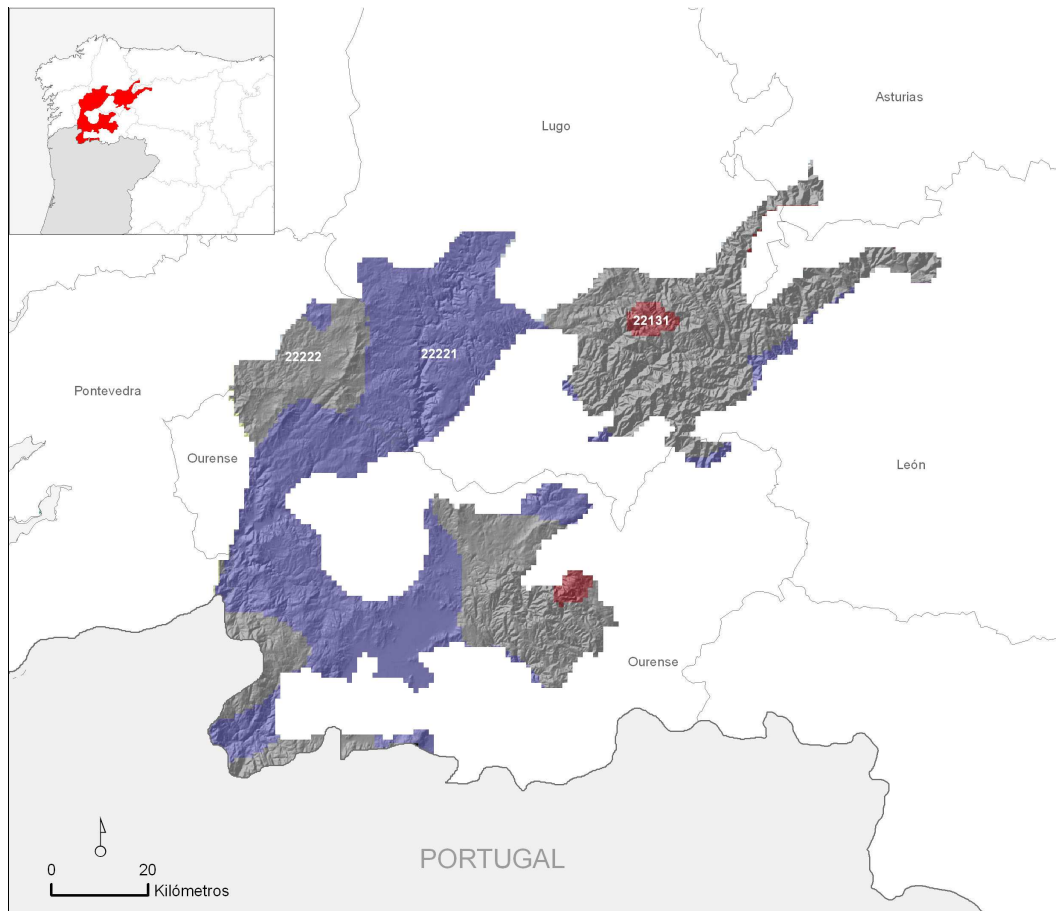 Asturias
Lugo
22131
22222
22221
Pontevedra
Ourense
León
Ourense
PORTUGAL
0 20
Kilómetros